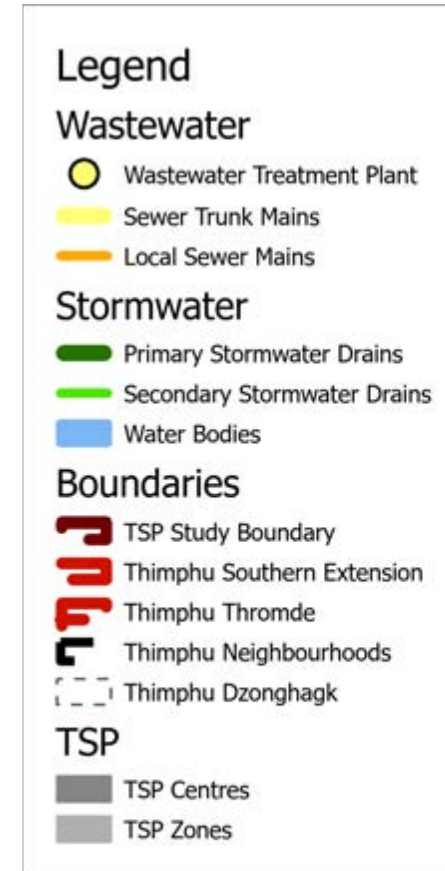 Legend
Wastewater
Wastewater Treatment Plant
Sewer Trunk Mains
Local Sewer Mains
Stormwater
Primary Stormwater Drains
Secondary Stormwater Drains
Water Bodies
Boundaries
TSP Study Boundary
Thimphu Southern Extension
Thimphu Thromde
Thimphu Neighbourhoods
Thimphu Dzonghagk
TSP
TSP Centres
TSP Zones